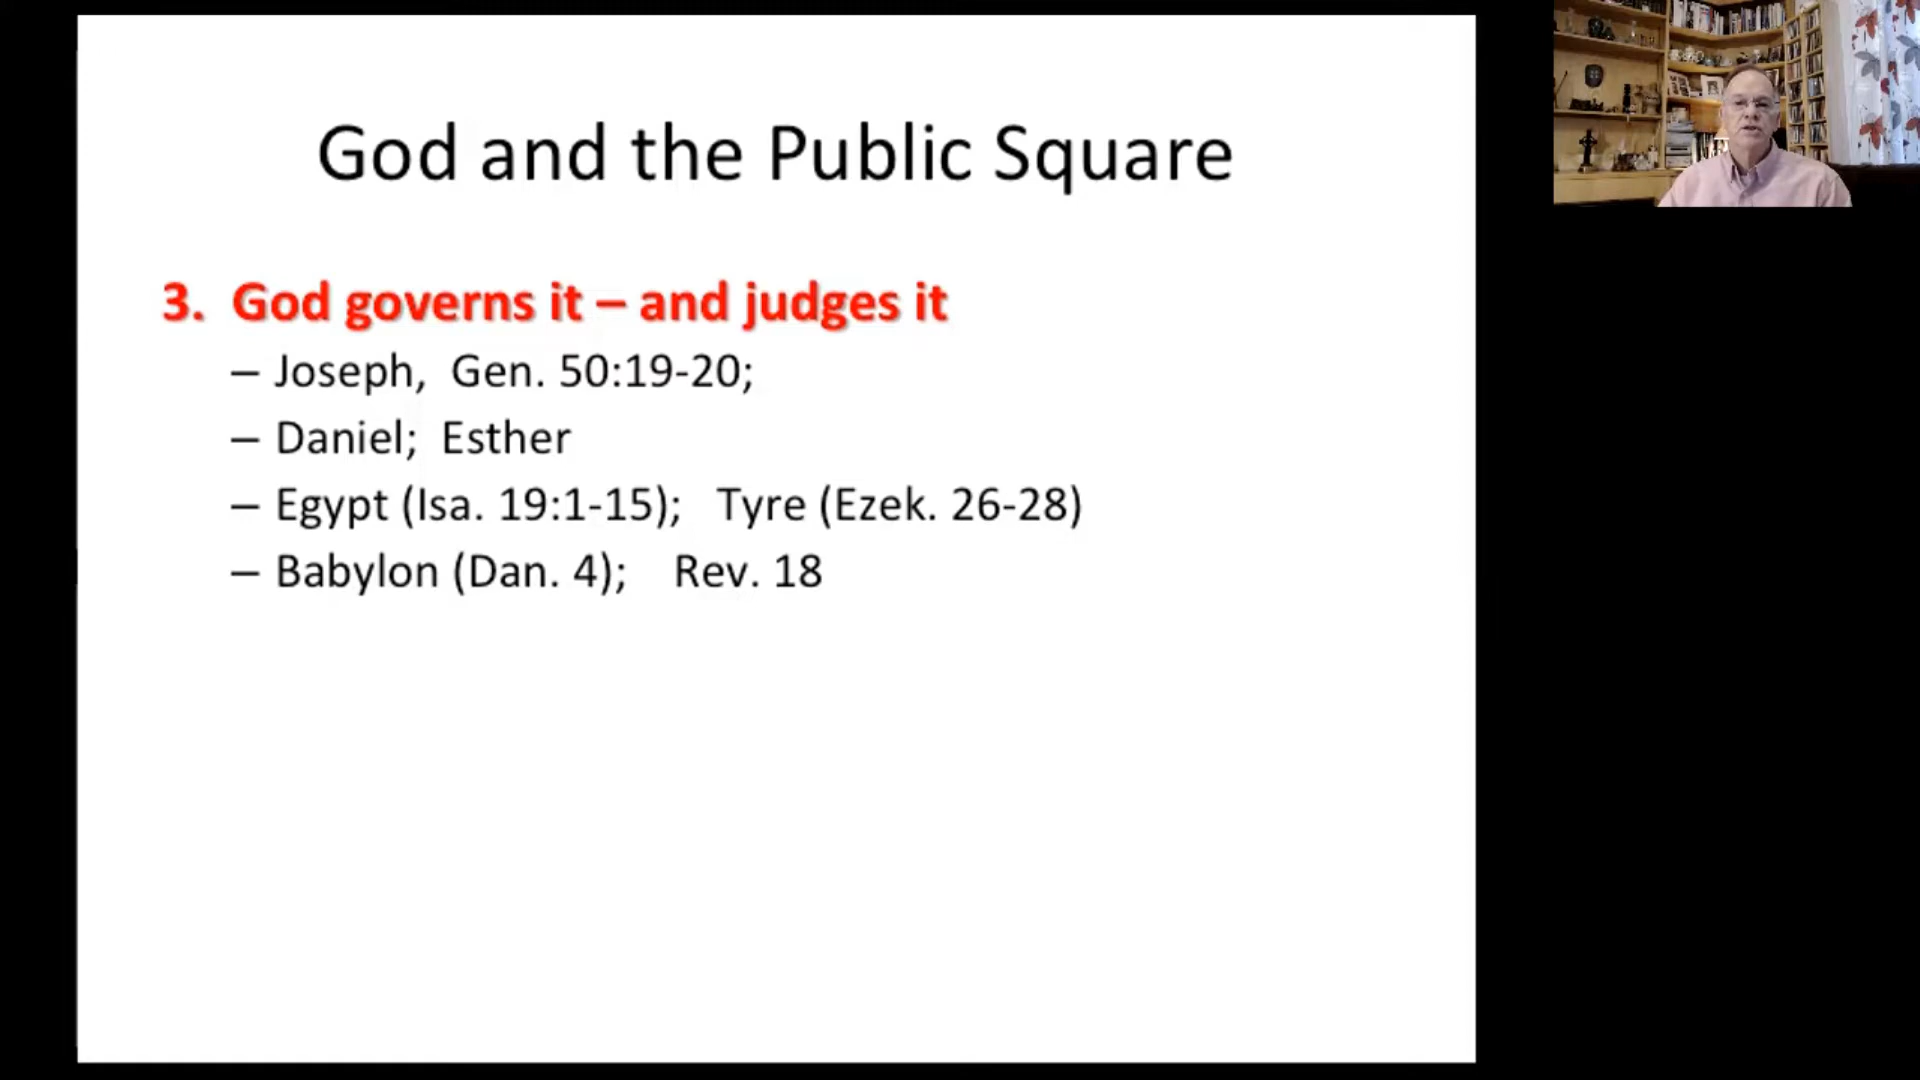 God and the Public Square
3. God governs it – and judges it
– Joseph, Gen. 50:19-20;
– Daniel; Esther
– Egypt (Isa. 19:1-15); Tyre (Ezek. 26-28)
– Babylon (Dan. 4); Rev. 18